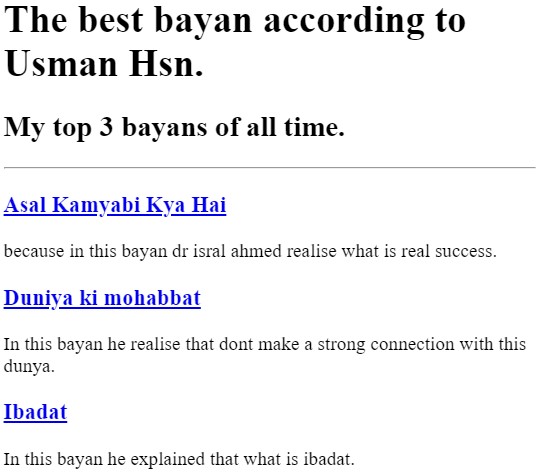 The best bayan according to
Usman Hsn.
My top 3 bayans of all time.
Asal Kamyabi Kya Hai
because in this bayan dr isral ahmed realise what is real success.
Duniya ki mohabbat
In this bayan he realise that dont make a strong connection with this
dunya.
Ibadat
In this bayan he explained that what is ibadat.